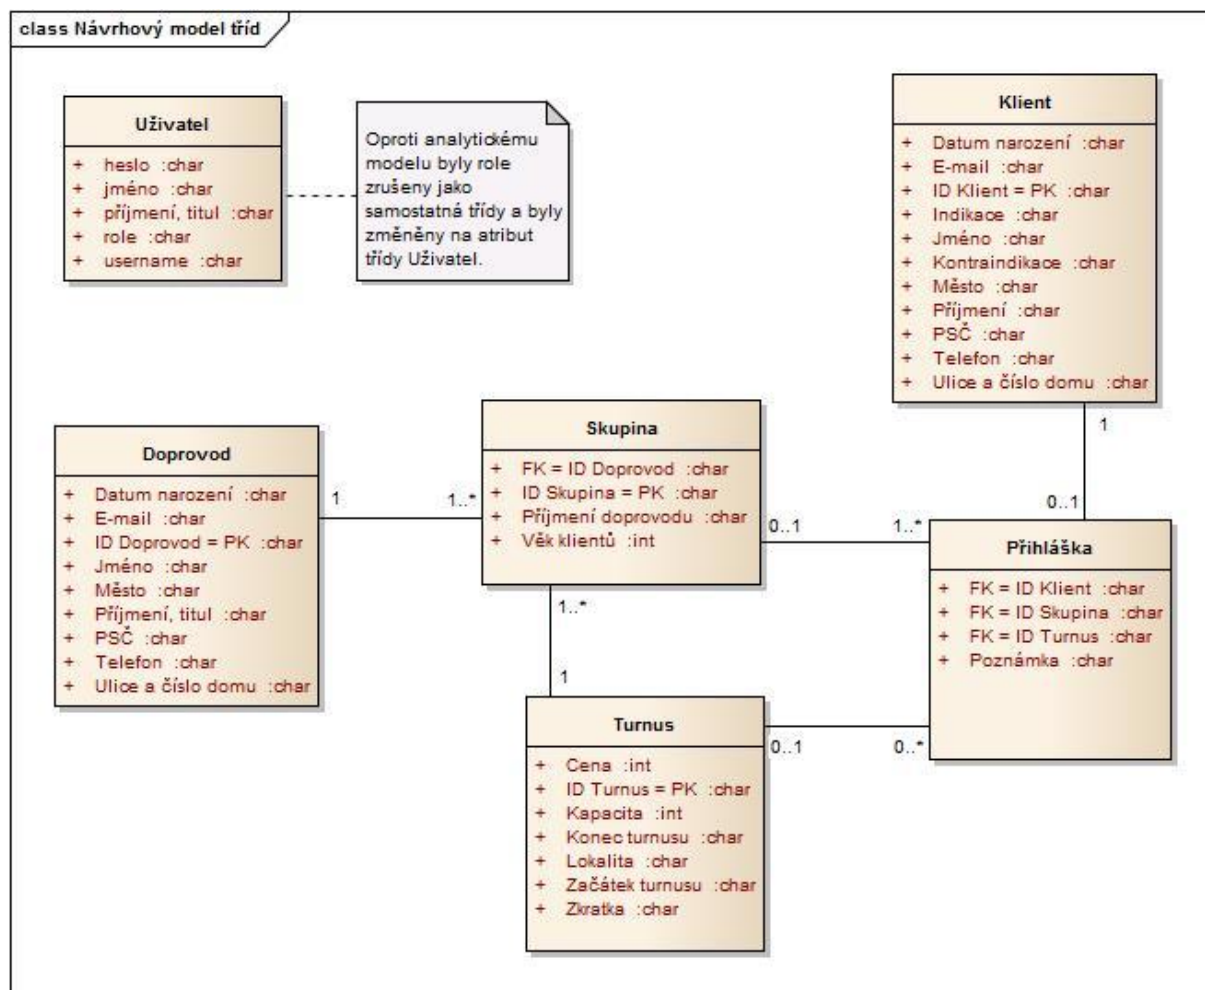 class Návrhový model tříd
Uživatel
+ heslo :char
+ jméno :char
+ příjmení, titul :char
+ role :char
+ username :char
Oproti analytickému
modelu byly role
zrušeny jako
samostatná třídy a byly
změněny na atribut
třídy Uživatel.
Klient
+ Datum narození :char
+ E-mail :char
+ ID Klient = PK :char
+ Indikace :char
+ Jméno :char
+ Kontraindikace :char
+ Město :char
+ Příjmení :char
+ PSČ :char
+ Telefon :char
+ Ulice a číslo domu :char
1
0..1
Doprovod
+ Datum narození :char
+ E-mail :char
+ ID Doprovod = PK :char
+ Jméno :char
+ Město :char
+ Příjmení, titul :char
+ PSČ :char
+ Telefon :char
+ Ulice a číslo domu :char
1
1..*
Skupina
+ FK = ID Doprovod :char
+ ID Skupina = PK :char
+ Příjmení doprovodu :char
+ Věk klientů :int
0..1
1..*
Přihláška
+ FK = ID Klient :char
+ FK = ID Skupina :char
+ FK = ID Turnus :char
+ Poznámka :char
1..*
1
Turnus
+ Cena :int
+ ID Turnus = PK :char
+ Kapacita :int
+ Konec turnusu :char
+ Lokalita :char
+ Začátek turnusu :char
+ Zkratka :char
0..1
0..*